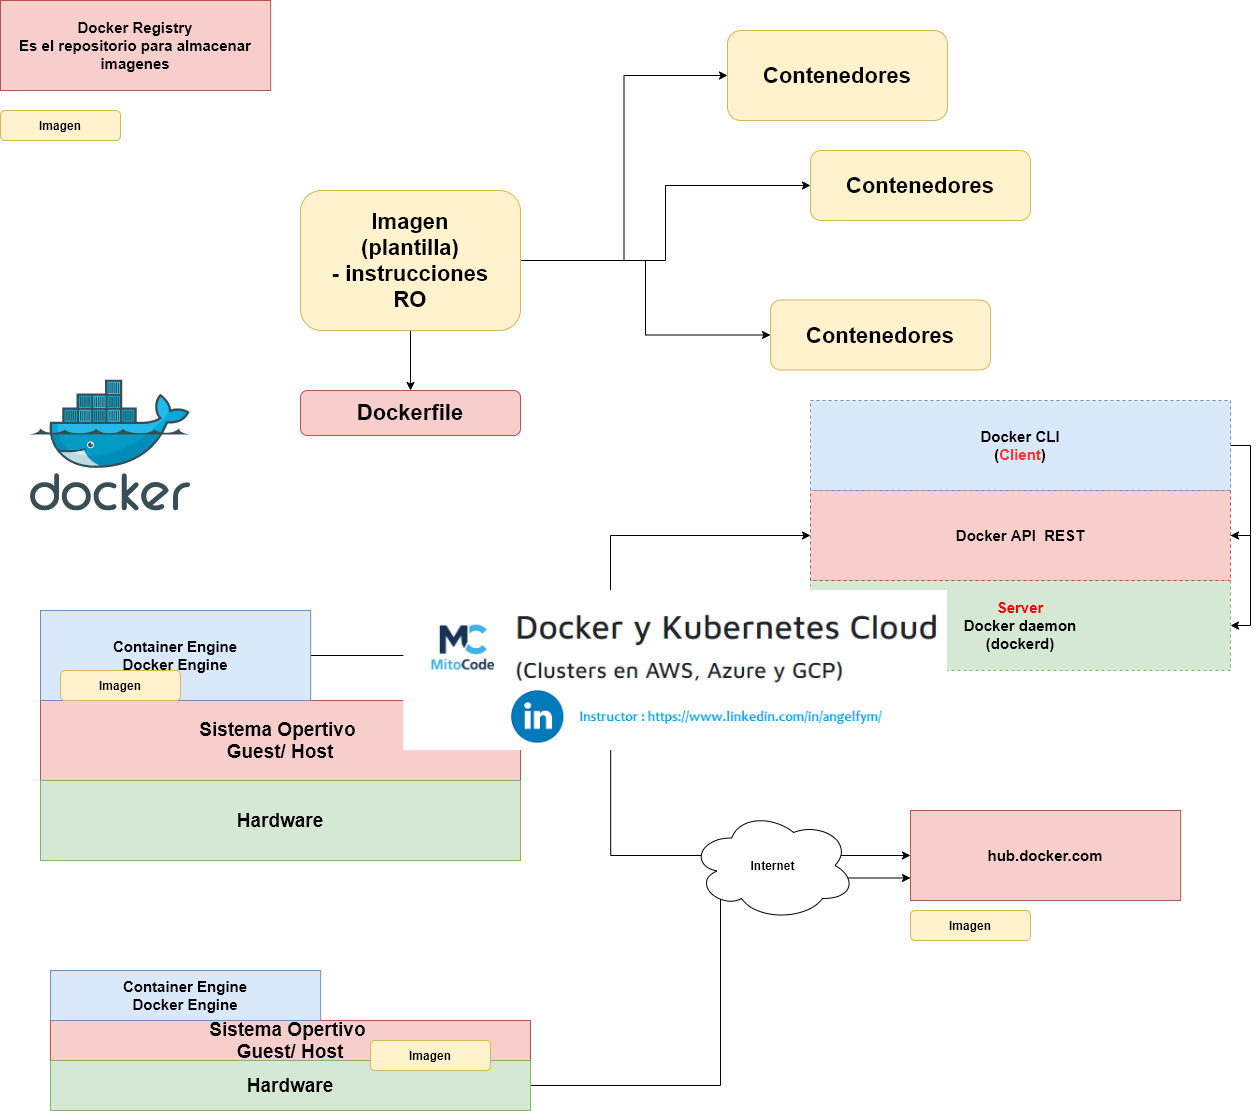 Docker Registry
Es el repositorio para almacenar
imagenes
Imagen
Contenedores
Contenedores
Imagen
(plantilla)
- instrucciones
RO
Contenedores
Dockerfile
docker
Docker CLI
(Client)
Docker API REST
Server
Docker daemon
(dockerd)
Container Engine
Docker Engine
Imagen
MC
MitoCode
Docker y Kubernetes Cloud
(Clusters en AWS, Azure y GCP)
in
Instructor : https://www.linkedin.com/in/angelfym/
Sistema Opertivo
Guest/ Host
Hardware
Internet
hub.docker.com
Imagen
Container Engine
Docker Engine
Sistema Opertivo
Guest/ Host
Imagen
Hardware